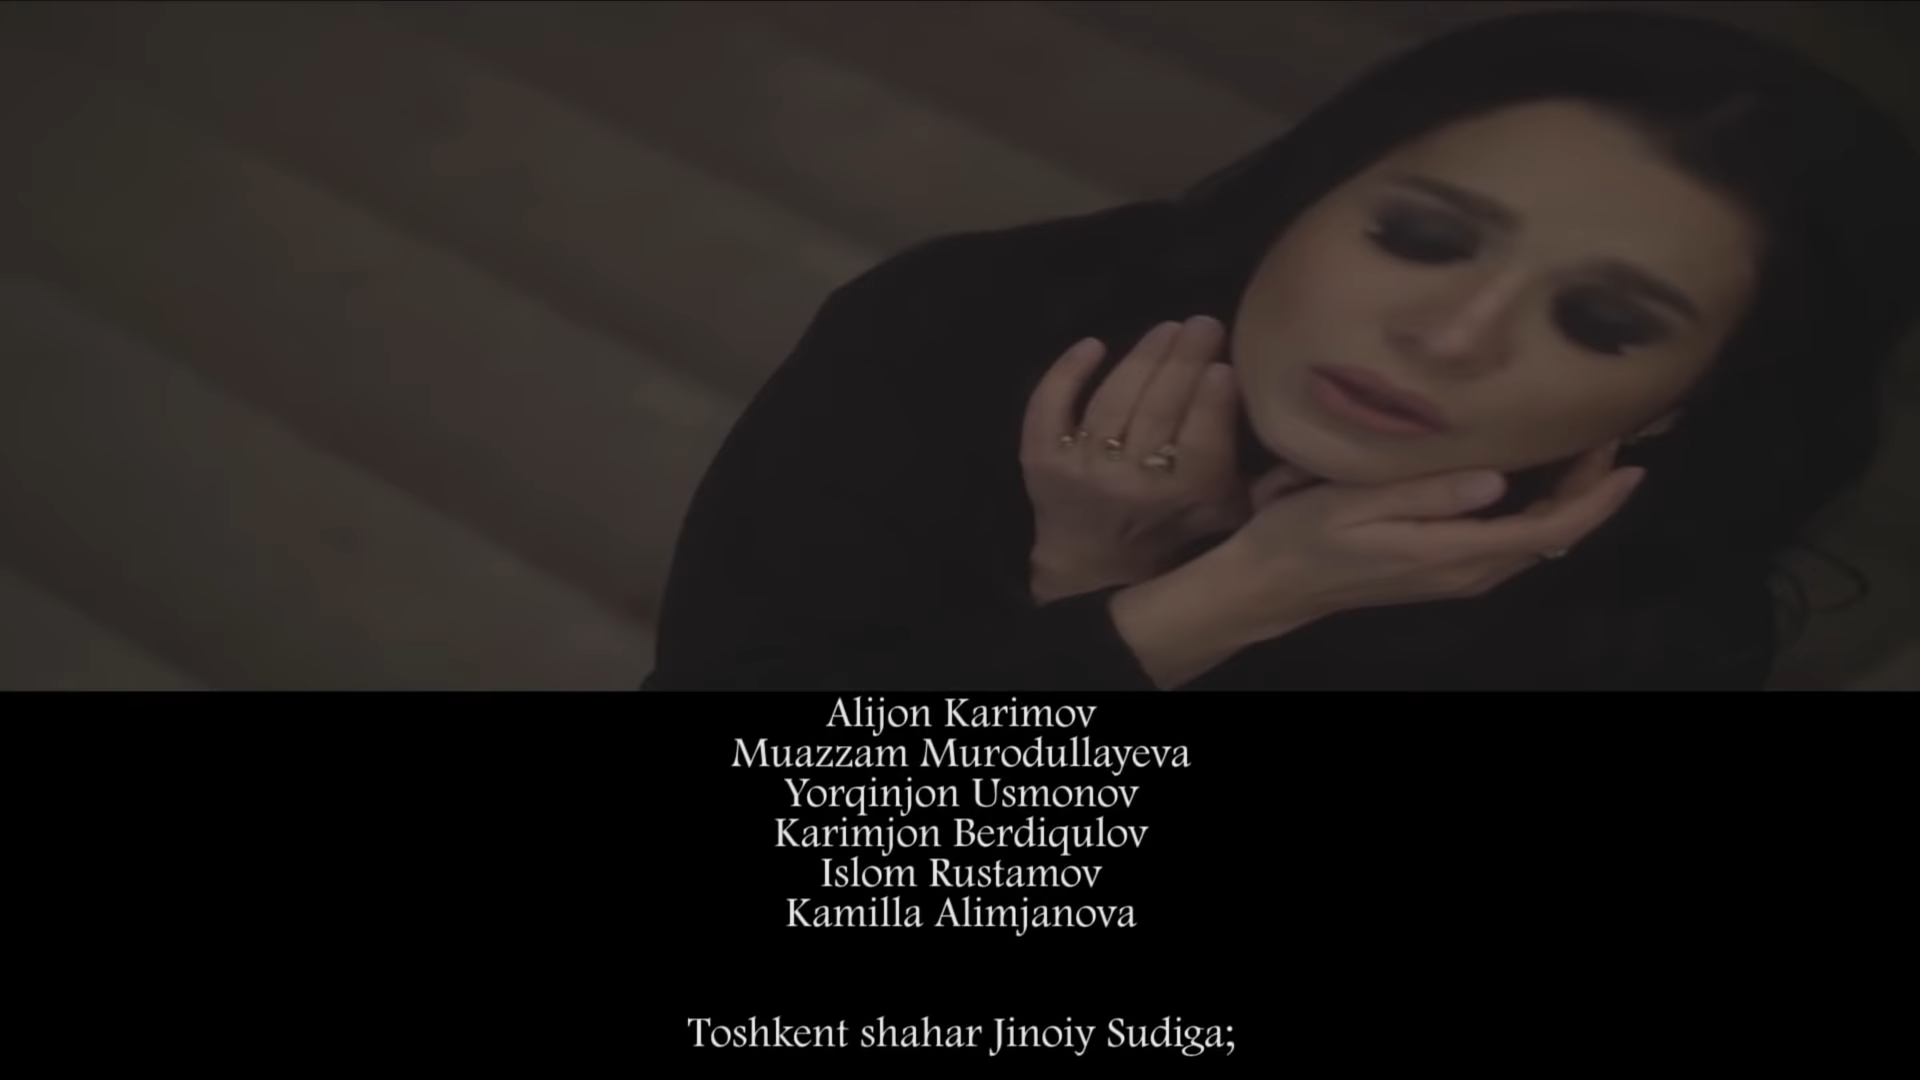 Alijon Karimov
Muazzam Murodullayeva
Yorqinjon Usmonov
Karimjon Berdiqulov
Islom Rustamov
Kamilla Alimjanova
Toshkent shahar Jinoiy Sudiga;